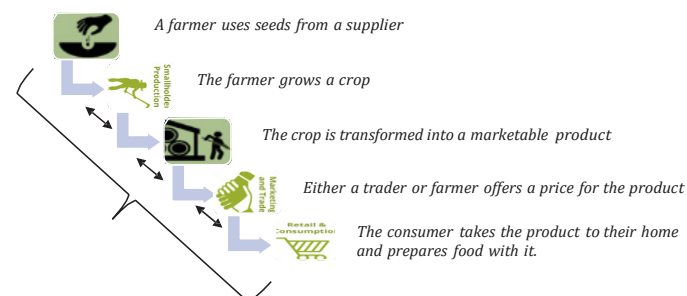 A farmer uses seeds from a supplier
Smallholder
Production
The farmer grows a crop
The crop is transformed into a marketable product
Marketing
and Trade
Either a trader or farmer offers a price for the product
Retail &
Consumption
The consumer takes the product to their home
and prepares food with it.